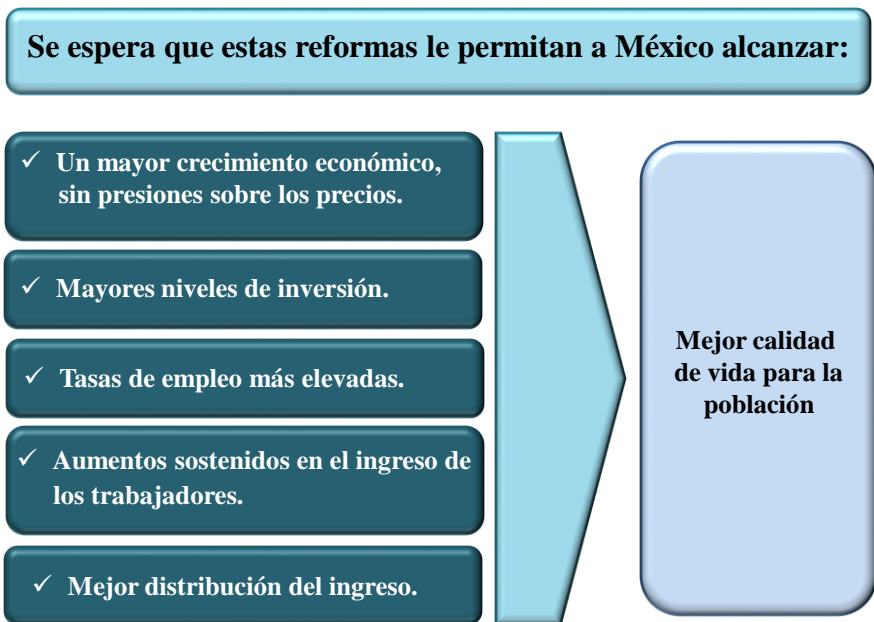 Se espera que estas reformas le permitan a México alcanzar:
✓ Un mayor crecimiento económico,
sin presiones sobre los precios.
✓ Mayores niveles de inversión.
✓ Tasas de empleo más elevadas.
✓ Aumentos sostenidos en el ingreso de
los trabajadores.
✓ Mejor distribución del ingreso.
Mejor calidad
de vida para la
población